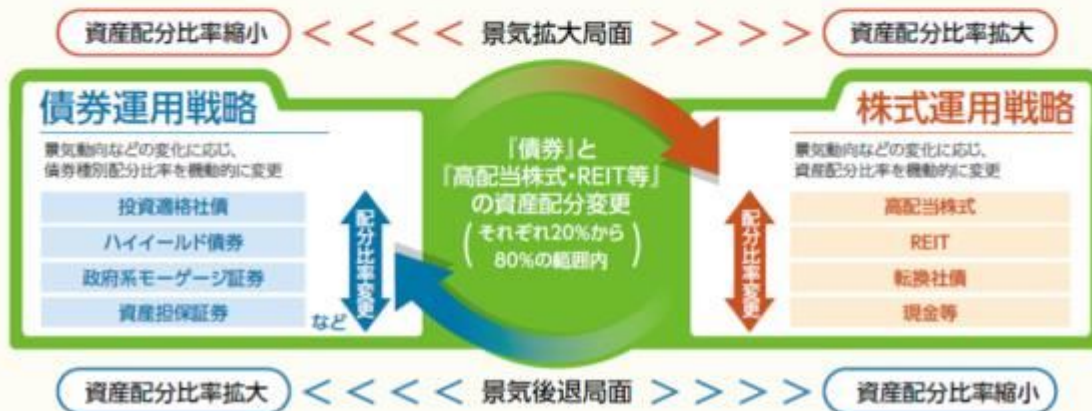 資産配分比率縮小 <<<<< 景気拡大局面 >>>>> 資産配分比率拡大
債券運用戦略
景気動向などの変化に応じ、
債券種別配分比率を機動的に変更
投資適格社債
ハイイールド債券
政府系モーゲージ証券
資産担保証券
など
配分比率変更
『債券』と
『高配当株式・REIT等』
の資産配分変更
(それぞれ20%から
80%の範囲内)
株式運用戦略
景気動向などの変化に応じ、
資産配分比率を機動的に変更
配分比率変更
高配当株式
REIT
転換社債
現金等
資産配分比率拡大 <<<<< 景気後退局面 >>>>> 資産配分比率縮小